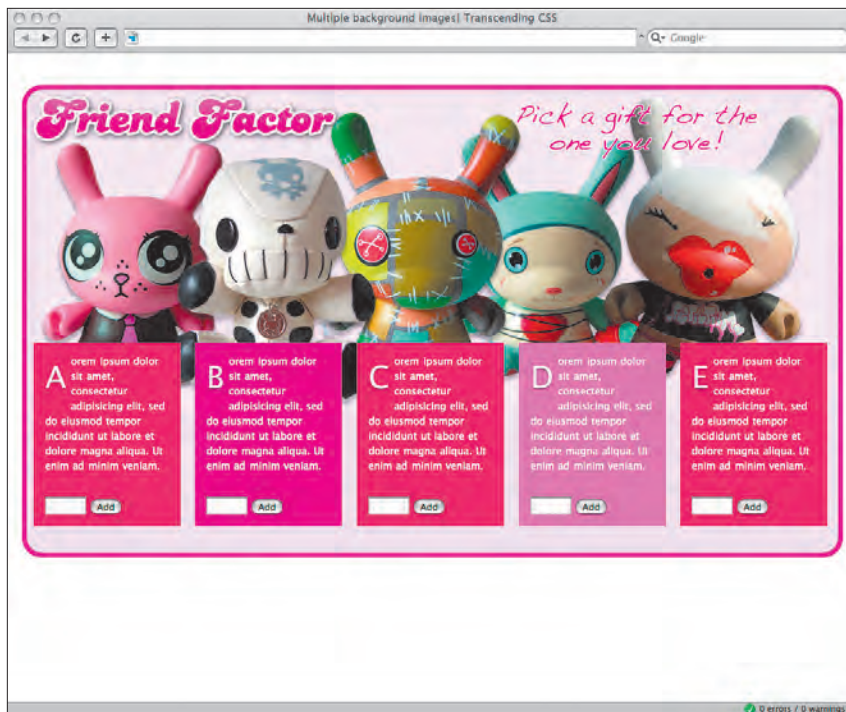 Multiple background images| Transcending CSS
Google
Friend Factor
Pick a gift for the
one you love!
A orem ipsum dolor
sit amet,
consectetur
adipisicing elit, sed
do eiusmod tempor
incididunt ut labore et
dolore magna aliqua. Ut
enim ad minim veniam.
Add
B orem ipsum dolor
sit amet,
consectetur
adipisicing elit, sed
do eiusmod tempor
incididunt ut labore et
dolore magna aliqua. Ut
enim ad minim veniam.
Add
C orem ipsum dolor
sit amet,
consectetur
adipisicing elit, sed
do eiusmod tempor
incididunt ut labore et
dolore magna aliqua. Ut
enim ad minim veniam.
Add
D orem ipsum dolor
sit amet,
consectetur
adipisicing elit, sed
do eiusmod tempor
incididunt ut labore et
dolore magna aliqua. Ut
enim ad minim veniam.
Add
E orem ipsum dolor
sit amet,
consectetur
adipisicing elit, sed
do eiusmod tempor
incididunt ut labore et
dolore magna aliqua. Ut
enim ad minim veniam.
Add
0 errors / 0 warnings